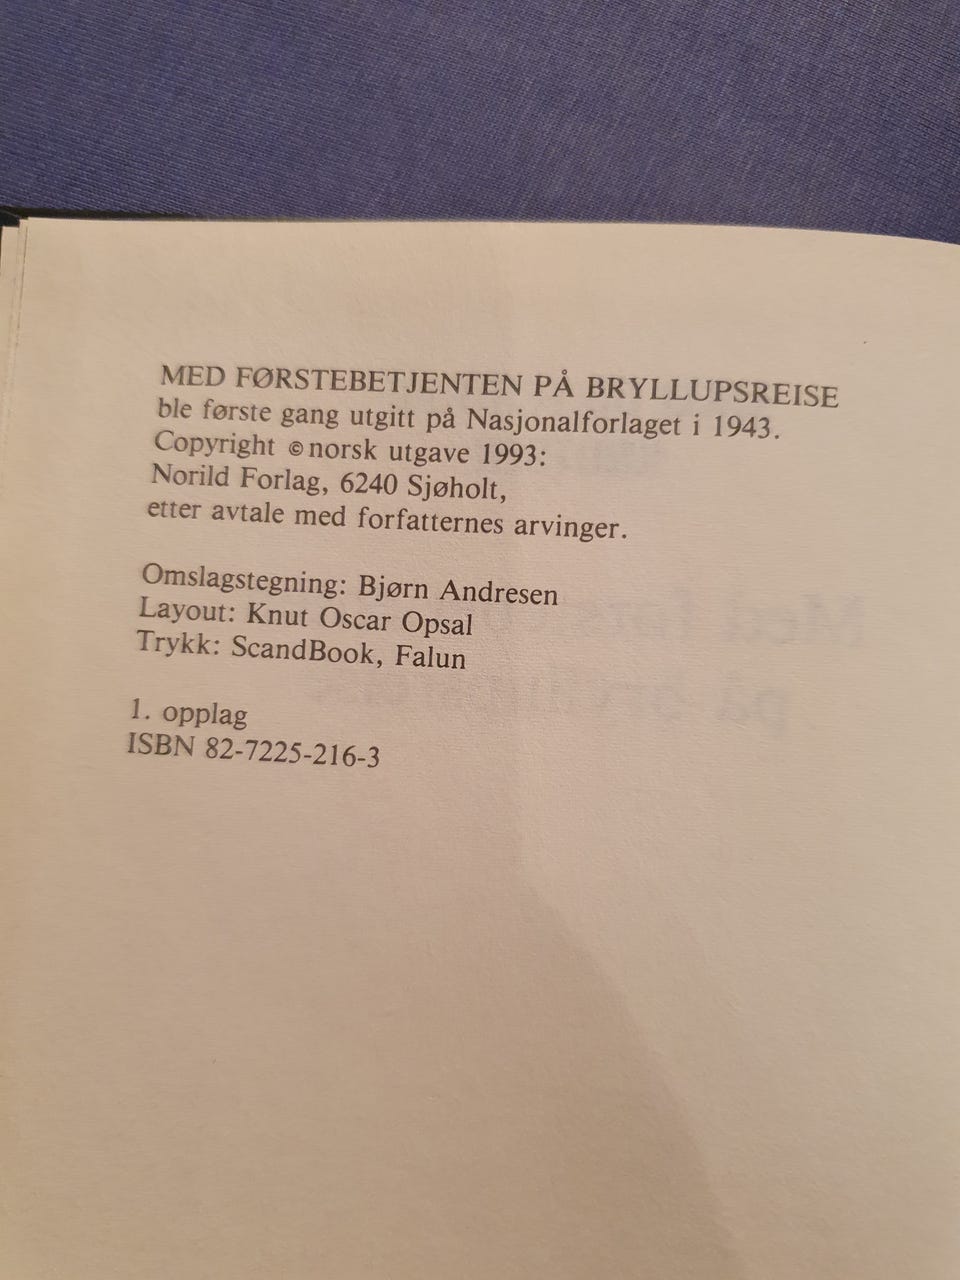 MED FØRSTEBETJENTEN PÅ BRYLLUPSREISE
ble første gang utgitt på Nasjonalforlaget i 1943.
Copyright © norsk utgave 1993:
Norild Forlag, 6240 Sjøholt,
etter avtale med forfatternes arvinger.
Omslagstegning: Bjørn Andresen
Layout: Knut Oscar Opsal
Trykk: ScandBook, Falun
1. opplag
ISBN 82-7225-216-3